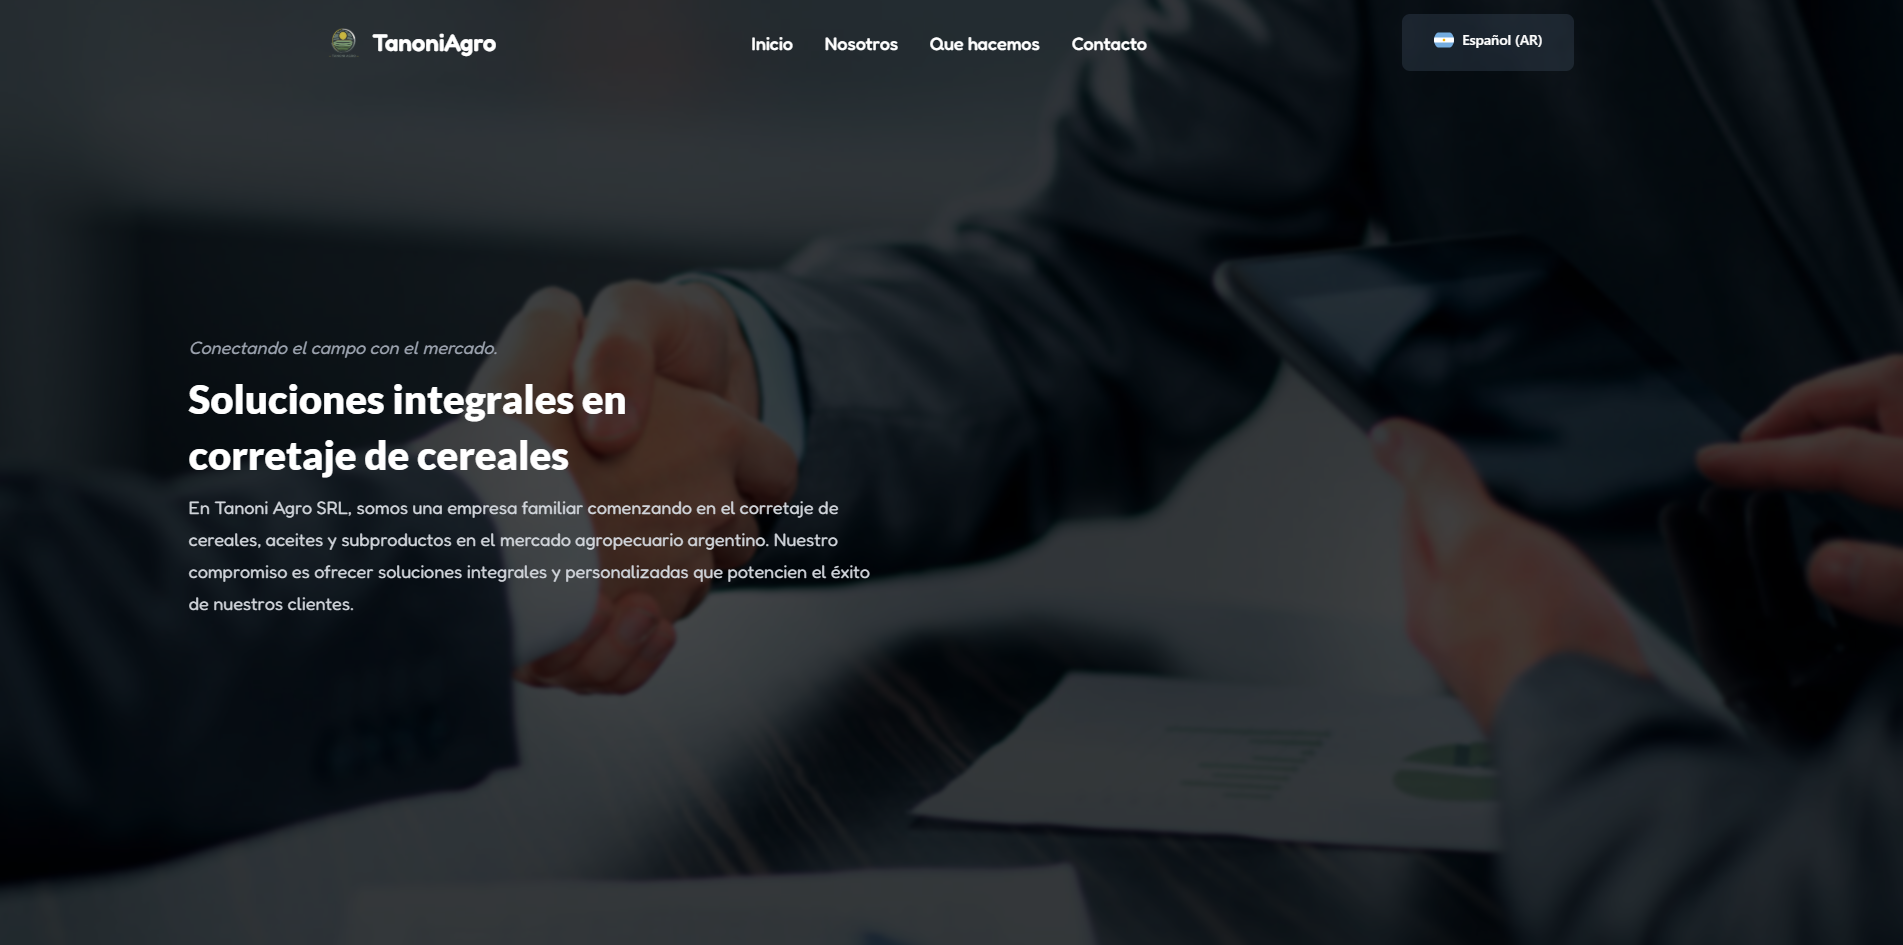 TanoniAgro
Inicio
Nosotros
Que hacemos
Contacto
Español (AR)
Conectando el campo con el mercado.
Soluciones integrales en
corretaje de cereales
En Tanoni Agro SRL, somos una empresa familiar comenzando en el corretaje de
cereales, aceites y subproductos en el mercado agropecuario argentino. Nuestro
compromiso es ofrecer soluciones integrales y personalizadas que potencien el éxito
de nuestros clientes.